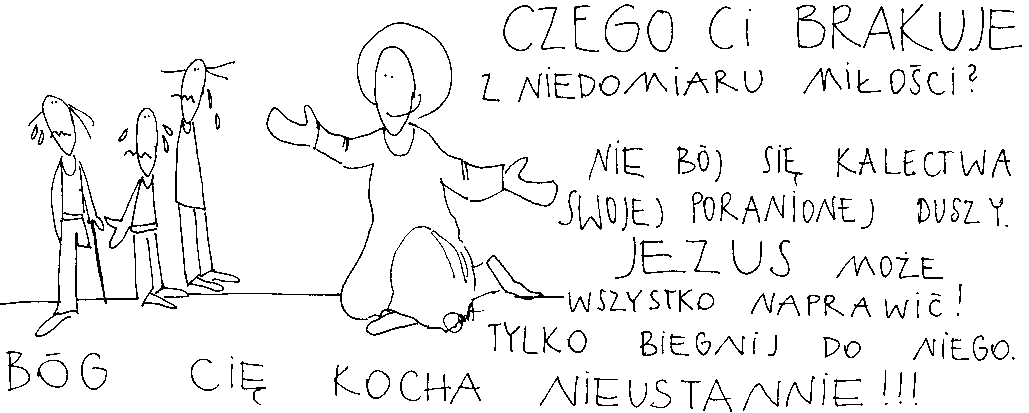 CZEGO Ci BRAKUJE
Z NIEDOMIARU MIŁOŚCI?
NIE BÓJ SIĘ KALECTWA
SWOJEJ PORANIONEJ DUSZY.
JEZUS MOŻE
WSZYSTKO NAPRAWIĆ!
TYLKO BIEGNIJ DO NIEGO.
BÓG CIĘ KOCHA NIEUSTANNIE!!!